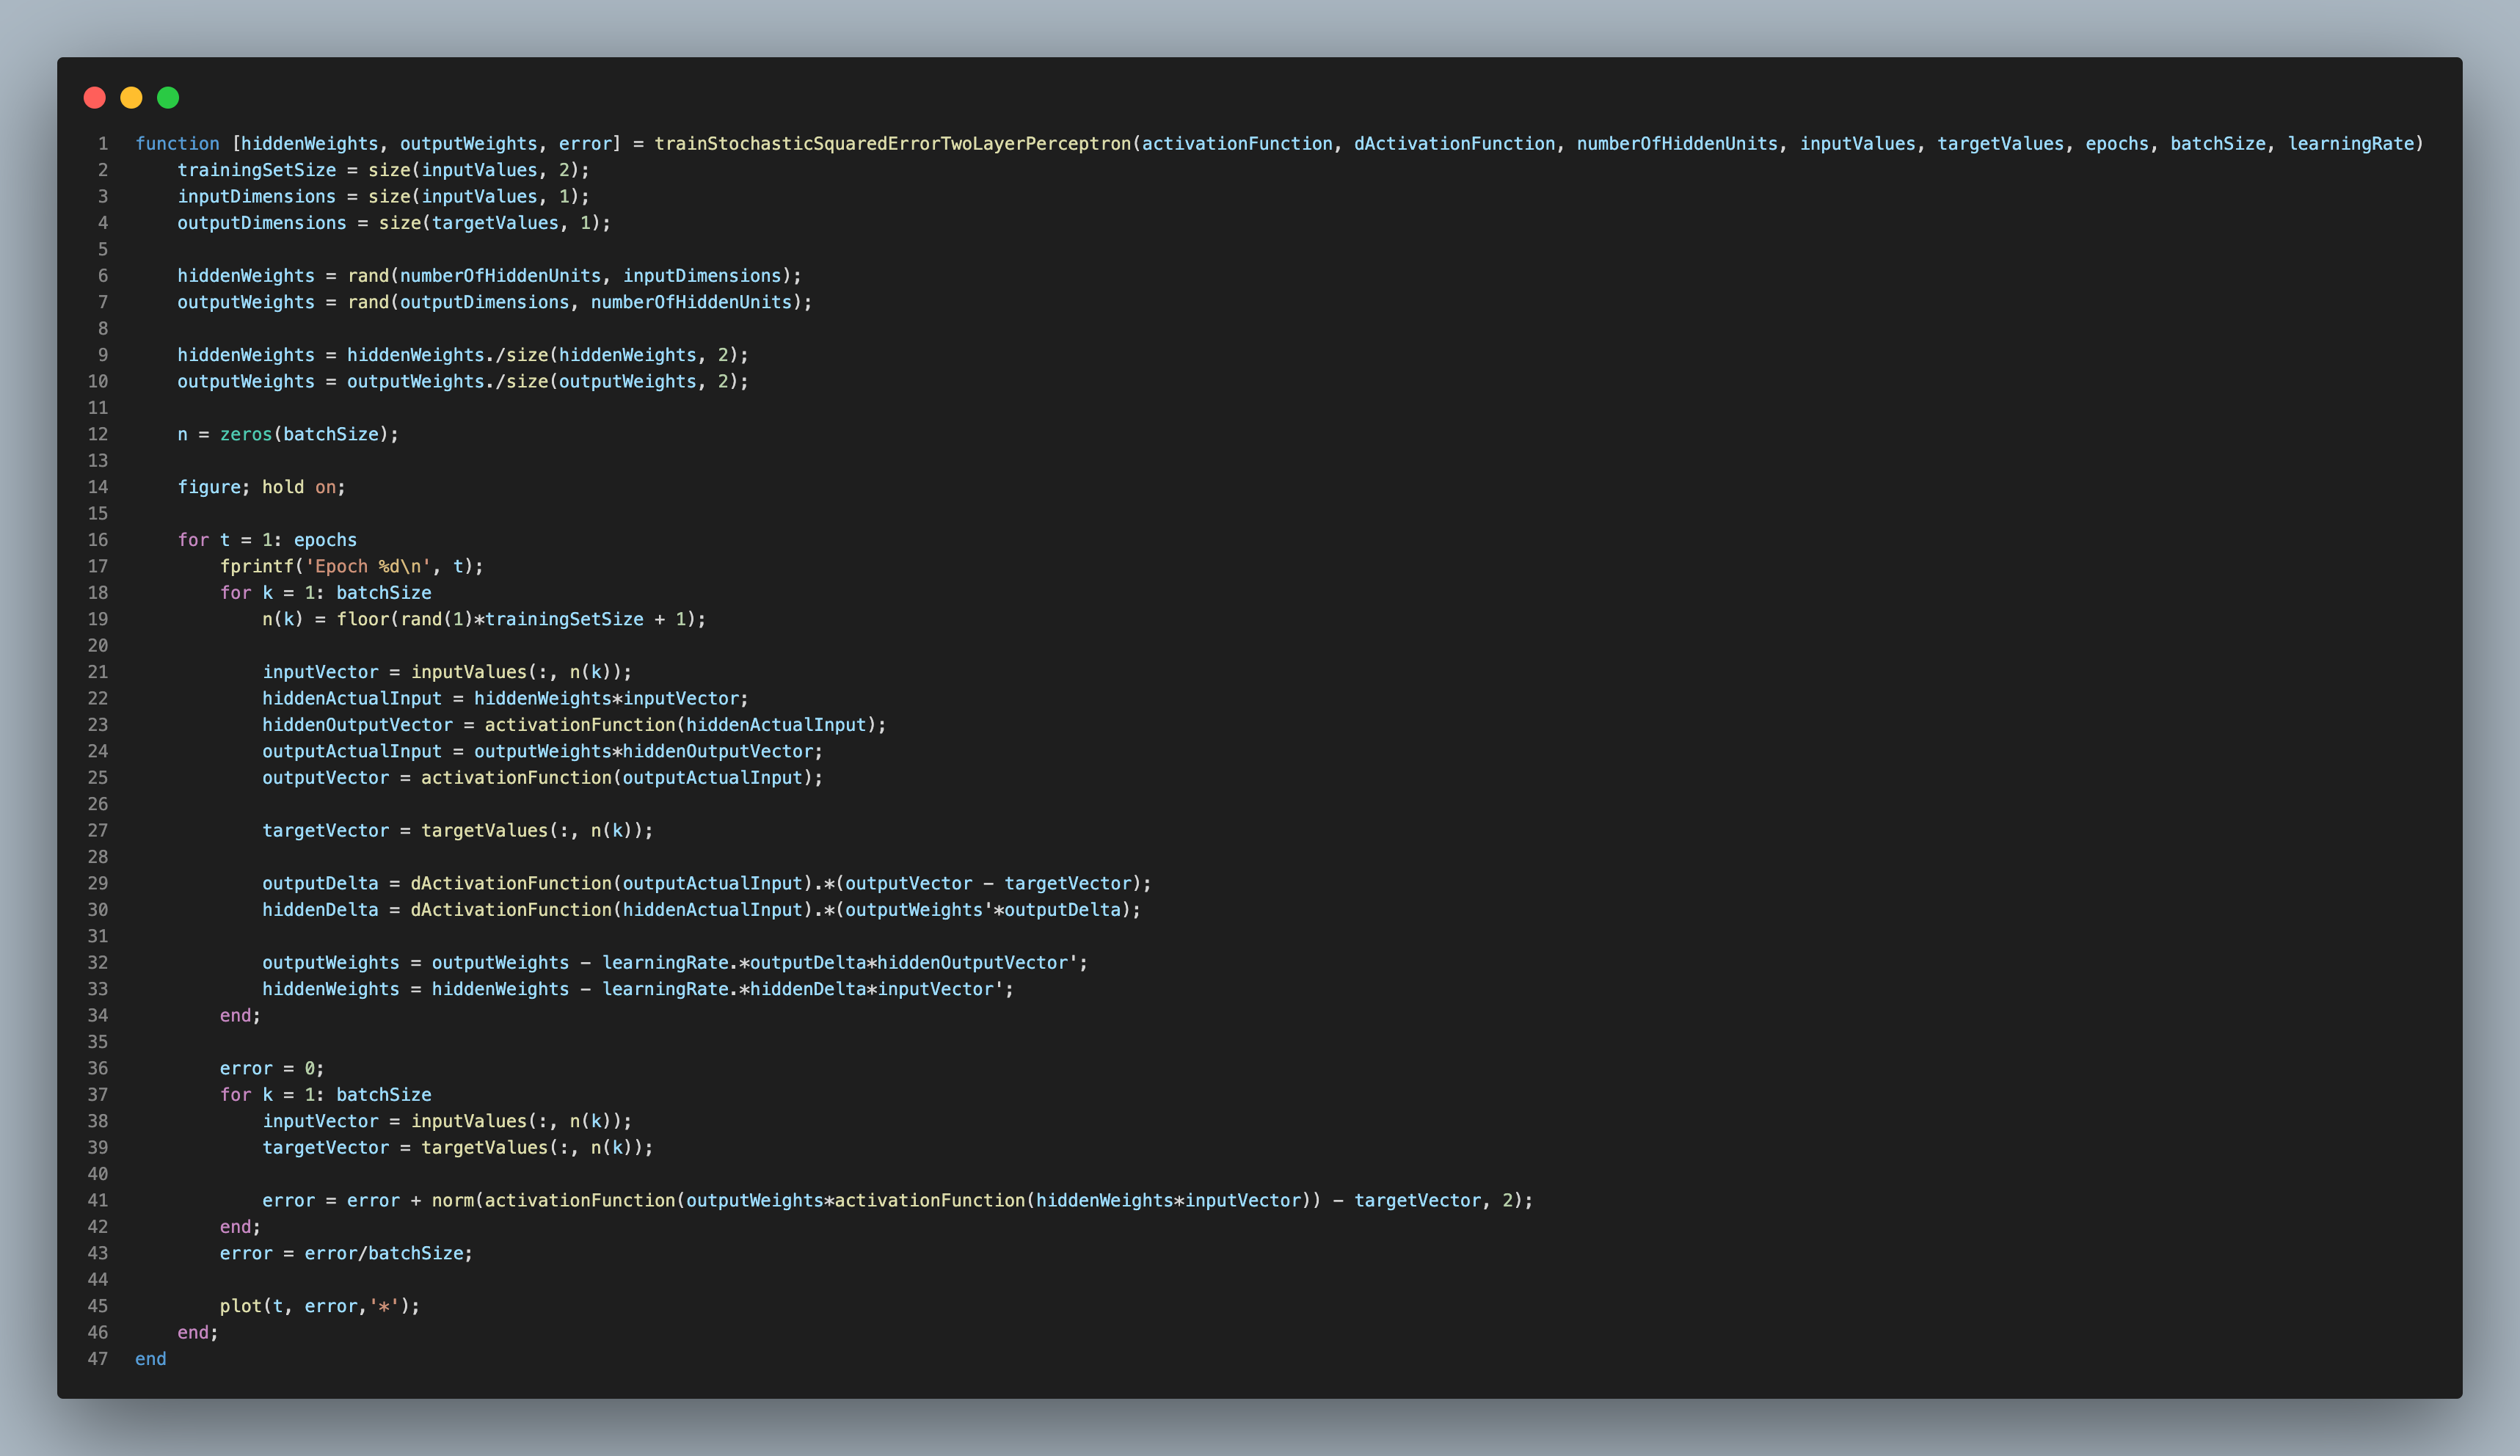 1 function [hiddenWeights, outputWeights, error] = trainStochasticSquaredErrorTwoLayerPerceptron(activationFunction, dActivationFunction, numberOfHiddenUnits, inputValues, targetValues, epochs, batchSize, learningRate)
2     trainingSetSize = size(inputValues, 2);
3     inputDimensions = size(inputValues, 1);
4     outputDimensions = size(targetValues, 1);
5
6     hiddenWeights = rand(numberOfHiddenUnits, inputDimensions);
7     outputWeights = rand(outputDimensions, numberOfHiddenUnits);
8
9     hiddenWeights = hiddenWeights./size(hiddenWeights, 2);
10     outputWeights = outputWeights./size(outputWeights, 2);
11
12     n = zeros(batchSize);
13
14     figure; hold on;
15
16     for t = 1: epochs
17         fprintf('Epoch %d\n', t);
18         for k = 1: batchSize
19             n(k) = floor(rand(1)*trainingSetSize + 1);
20
21             inputVector = inputValues(:, n(k));
22             hiddenActualInput = hiddenWeights*inputVector;
23             hiddenOutputVector = activationFunction(hiddenActualInput);
24             outputActualInput = outputWeights*hiddenOutputVector;
25             outputVector = activationFunction(outputActualInput);
26
27             targetVector = targetValues(:, n(k));
28
29             outputDelta = dActivationFunction(outputActualInput).*(outputVector - targetVector);
30             hiddenDelta = dActivationFunction(hiddenActualInput).*(outputWeights'*outputDelta);
31
32             outputWeights = outputWeights - learningRate.*outputDelta*hiddenOutputVector';
33             hiddenWeights = hiddenWeights - learningRate.*hiddenDelta*inputVector';
34         end;
35
36         error = 0;
37         for k = 1: batchSize
38             inputVector = inputValues(:, n(k));
39             targetVector = targetValues(:, n(k));
40
41             error = error + norm(activationFunction(outputWeights*activationFunction(hiddenWeights*inputVector)) - targetVector, 2);
42         end;
43         error = error/batchSize;
44
45         plot(t, error,'*');
46     end;
47 end